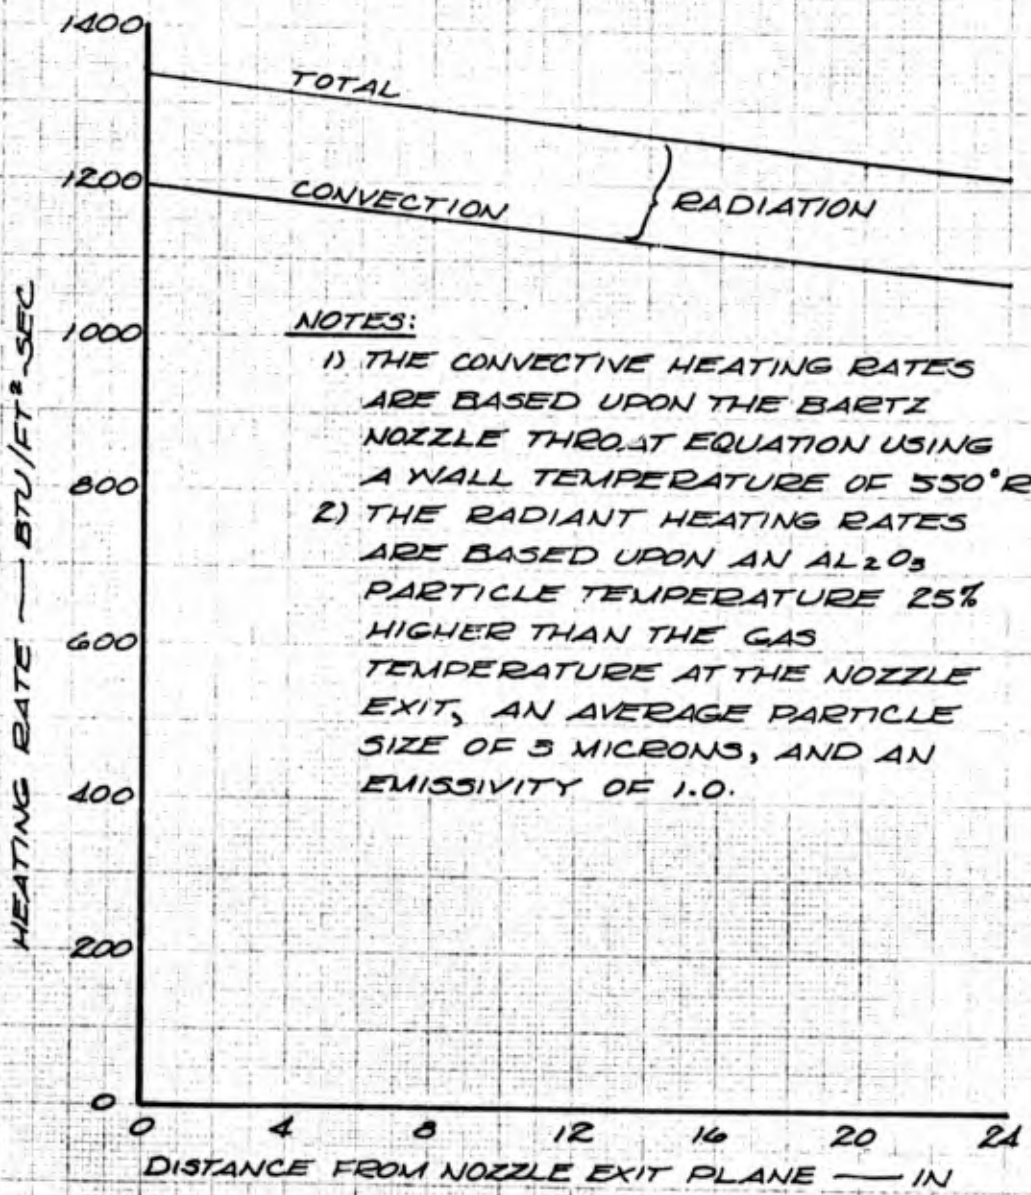 1400
TOTAL
1200
CONVECTION
RADIATION
1000
NOTES:
1) THE CONVECTIVE HEATING RATES
ARE BASED UPON THE BARTZ
NOZZLE THROAT EQUATION USING
A WALL TEMPERATURE OF 550°R
800
2) THE RADIANT HEATING RATES
ARE BASED UPON AN AL2O3
PARTICLE TEMPERATURE 25%
HIGHER THAN THE GAS
600
TEMPERATURE AT THE NOZZLE
EXIT, AN AVERAGE PARTICLE
SIZE OF 3 MICRONS, AND AN
EMISSIVITY OF 1.0.
400
200
0
HEATING RATE — BTU/FT²-SEC
0 4 8 12 16 20 24
DISTANCE FROM NOZZLE EXIT PLANE — IN